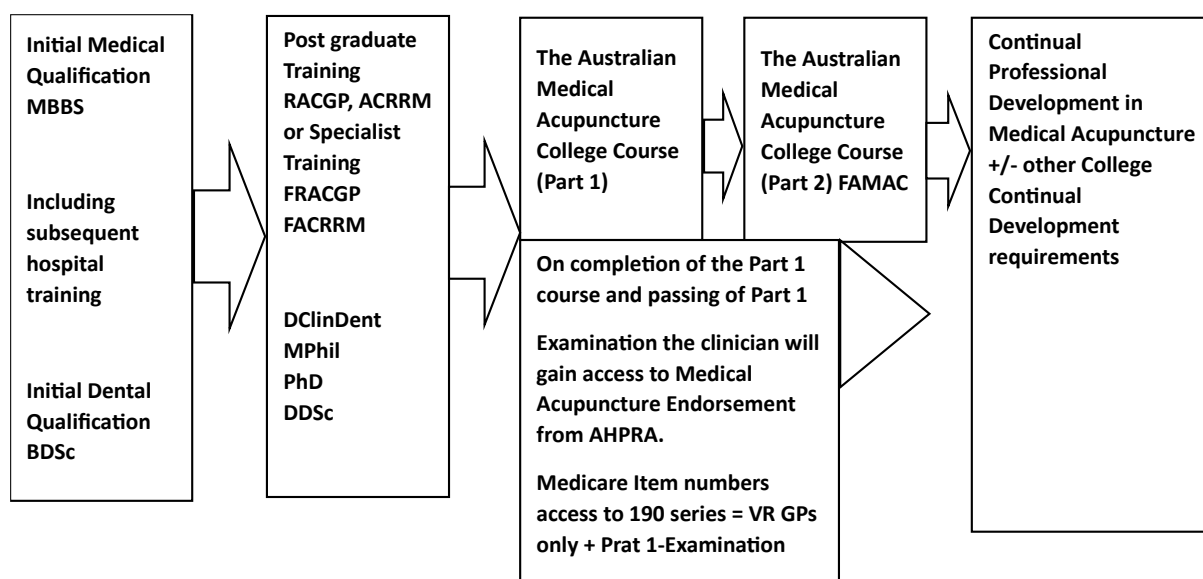 Initial Medical
Qualification
MBBS
Including
subsequent
hospital
training
Initial Dental
Qualification
BDSc
Post graduate
Training
RACGP, ACRRM
or Specialist
Training
FRACGP
FACRRM
DClinDent
MPhil
PhD
DDSc
The Australian
Medical
Acupuncture
College Course
(Part 1)
The Australian
Medical
Acupuncture
College Course
(Part 2) FAMAC
On completion of the Part 1
course and passing of Part 1
Examination the clinician will
gain access to Medical
Acupuncture Endorsement
from AHPRA.
Medicare Item numbers
access to 190 series = VR GPs
only + Prat 1-Examination
Continual
Professional
Development in
Medical Acupuncture
+/- other College
Continual
Development
requirements